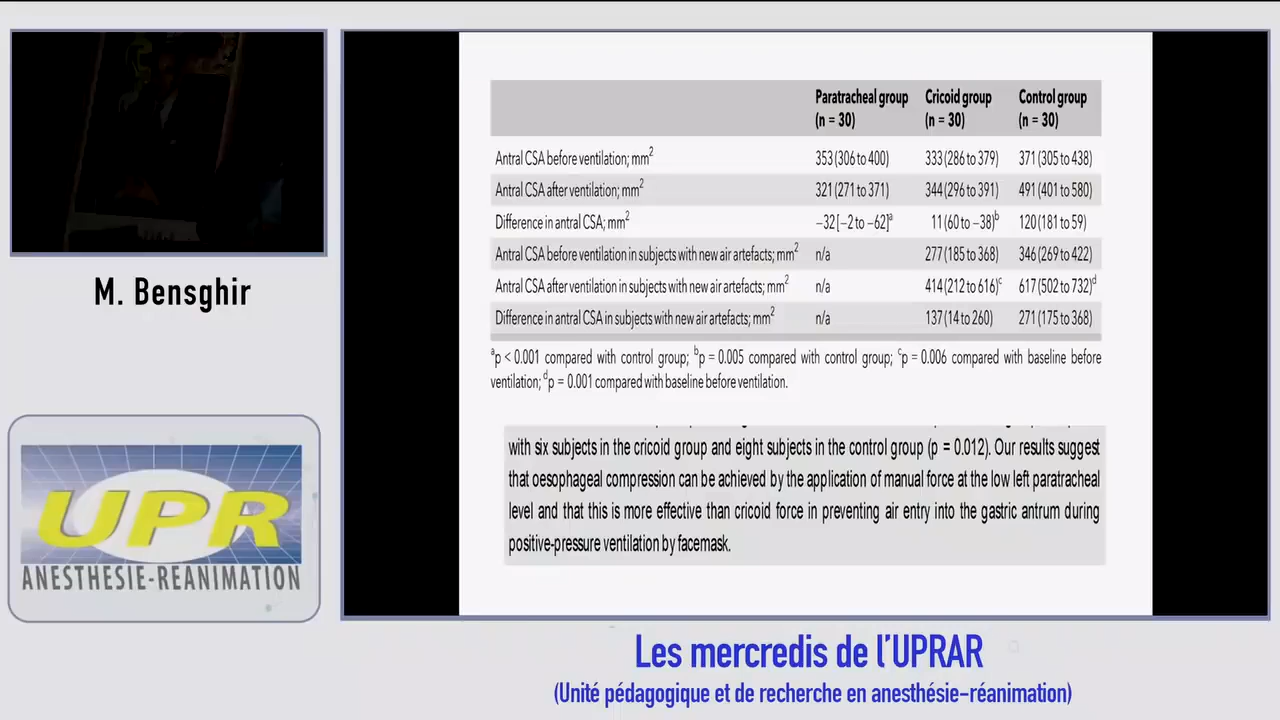 Paratracheal group Cricoid group Control group
(n = 30) (n = 30) (n = 30)
Antral CSA before ventilation; mm2 353 (306 to 400) 333 (286 to 379) 371 (305 to 438)
Antral CSA after ventilation; mm2 321 (271 to 371) 344 (296 to 391) 491 (401 to 580)
Difference in antral CSA; mm2 −32 [−2 to −62]a 11 (60 to −38)b 120 (181 to 59)
Antral CSA before ventilation in subjects with new air artefacts; mm2 n/a 277 (185 to 368) 346 (269 to 422)
Antral CSA after ventilation in subjects with new air artefacts; mm2 n/a 414 (212 to 616)c 617 (502 to 732)d
Difference in antral CSA in subjects with new air artefacts; mm2 n/a 137 (14 to 260) 271 (175 to 368)
ap < 0.001 compared with control group; bp = 0.005 compared with control group; cp = 0.006 compared with baseline before
ventilation; dp = 0.001 compared with baseline before ventilation.
with six subjects in the cricoid group and eight subjects in the control group (p = 0.012). Our results suggest
that oesophageal compression can be achieved by the application of manual force at the low left paratracheal
level and that this is more effective than cricoid force in preventing air entry into the gastric antrum during
positive-pressure ventilation by facemask.
M. Bensghir
UPR
ANESTHESIE-REANIMATION
Les mercredis de l'UPRAR
(Unité pédagogique et de recherche en anesthésie-réanimation)